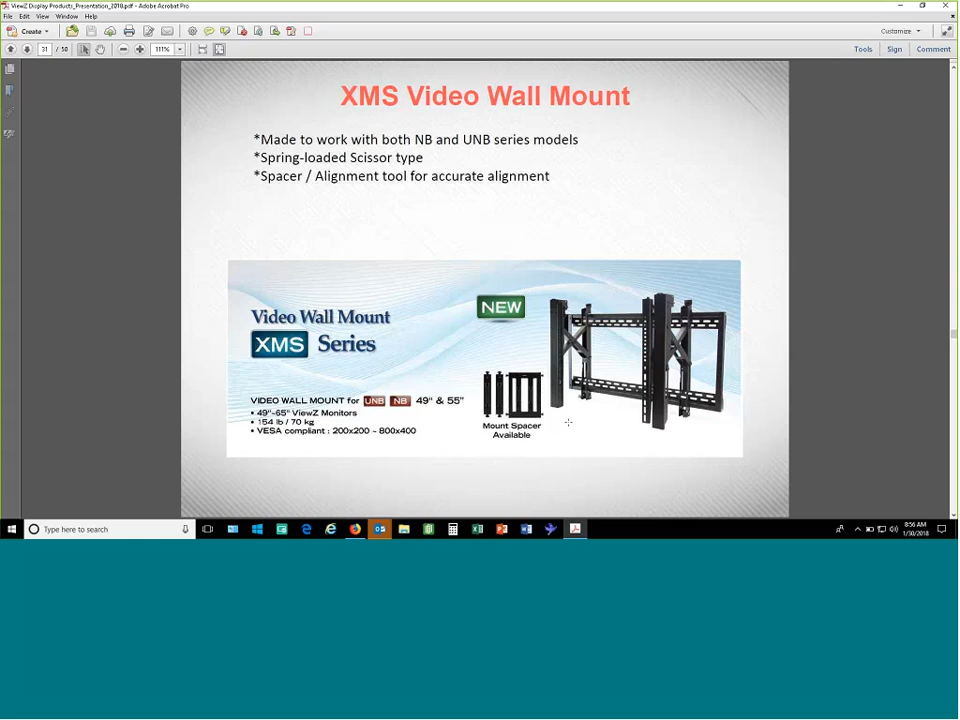 ViewZ Display Products_Presentation_2018.pdf - Adobe Acrobat Pro
File Edit View Window Help
Create Customize
31 / 50 111% Tools Sign Comment
XMS Video Wall Mount
*Made to work with both NB and UNB series models
*Spring-loaded Scissor type
*Spacer / Alignment tool for accurate alignment
NEW
Video Wall Mount
XMS Series
VIDEO WALL MOUNT for UNB NB 49" & 55"
• 49"~65" ViewZ Monitors
• 154 lb / 70 kg
• VESA compliant : 200x200 ~ 800x400
Mount Spacer
Available
Type here to search
8:56 AM
1/30/2018